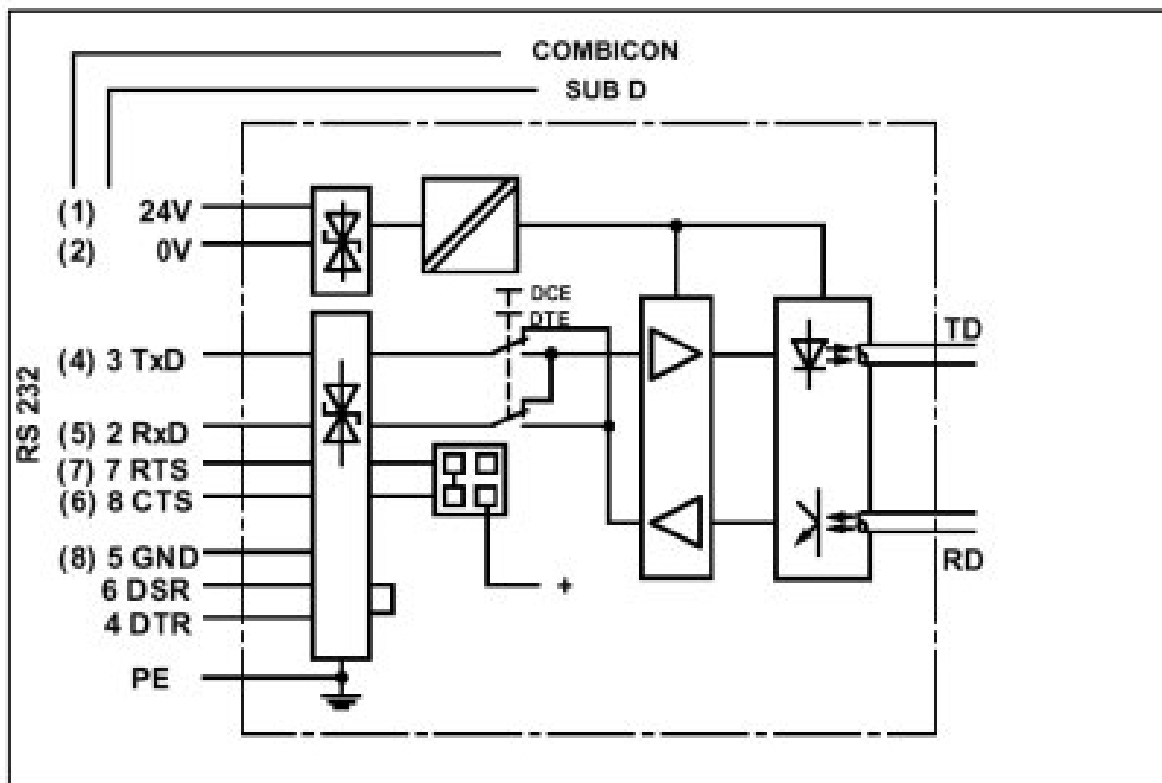 COMBICON
SUB D
(1) 24V
(2) 0V
DCE
DTE
TD
(4) 3 TxD
RS 232
(5) 2 RxD
(7) 7 RTS
(6) 8 CTS
(8) 5 GND
RD
6 DSR
+
4 DTR
PE